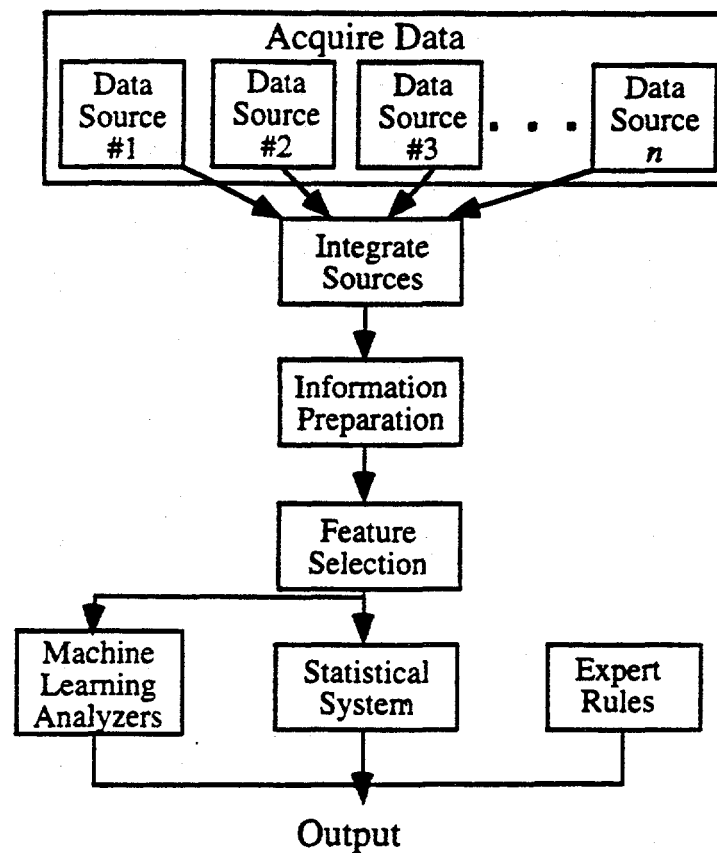 Acquire Data
Data
Source
#1
Data
Source
#2
Data
Source
#3
. . .
Data
Source
n
Integrate
Sources
Information
Preparation
Feature
Selection
Machine
Learning
Analyzers
Statistical
System
Expert
Rules
Output